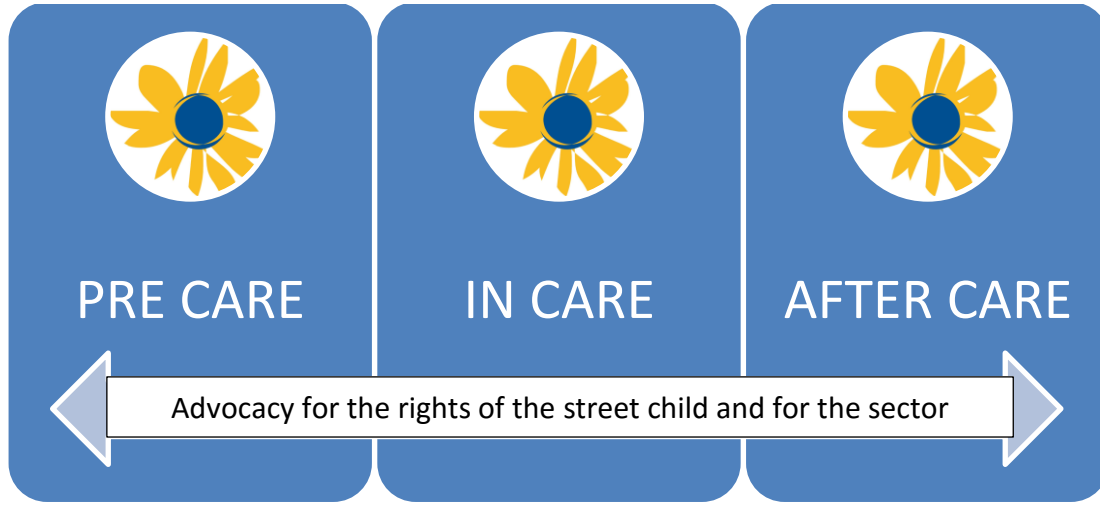 PRE CARE
IN CARE
AFTER CARE
Advocacy for the rights of the street child and for the sector